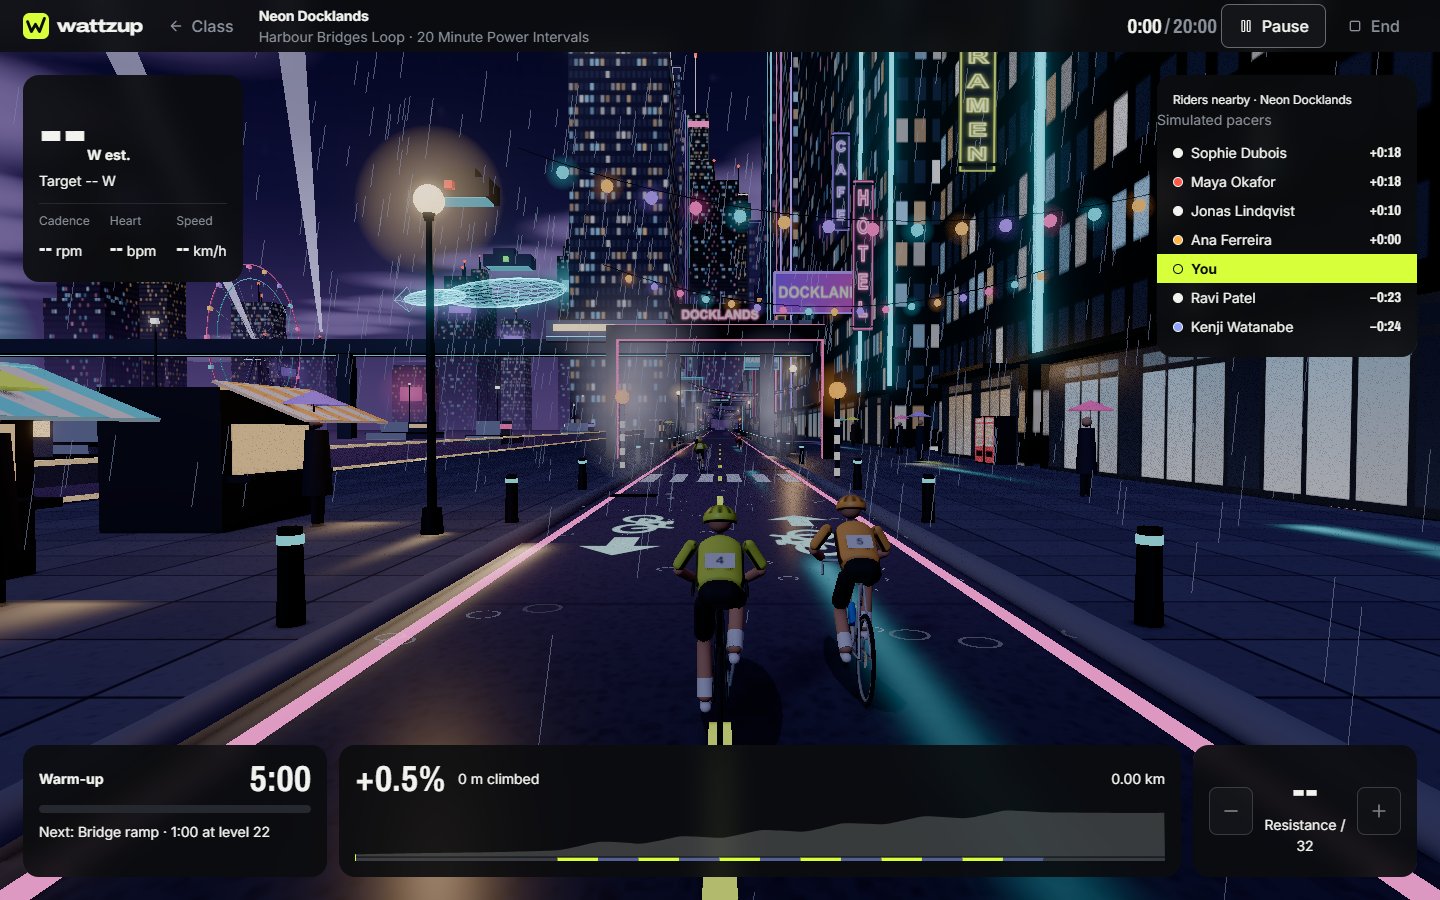 wattzup
Class
Neon Docklands
Harbour Bridges Loop · 20 Minute Power Intervals
0:00 / 20:00
Pause
End
-- W est.
Target -- W
Cadence Heart Speed
-- rpm -- bpm -- km/h
Riders nearby · Neon Docklands
Simulated pacers
Sophie Dubois +0:18
Maya Okafor +0:18
Jonas Lindqvist +0:10
Ana Ferreira +0:00
You
Ravi Patel −0:23
Kenji Watanabe −0:24
RAMEN
CAFE
HOTEL
DOCKLAN
DOCKLANDS
4
5
Warm-up 5:00
Next: Bridge ramp · 1:00 at level 22
+0.5% 0 m climbed 0.00 km
--
Resistance /
32